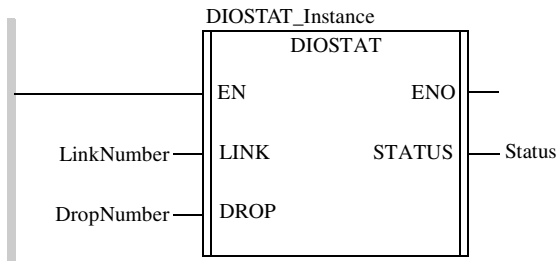 DIOSTAT_Instance
DIOSTAT
EN ENO
LinkNumber LINK STATUS Status
DropNumber DROP